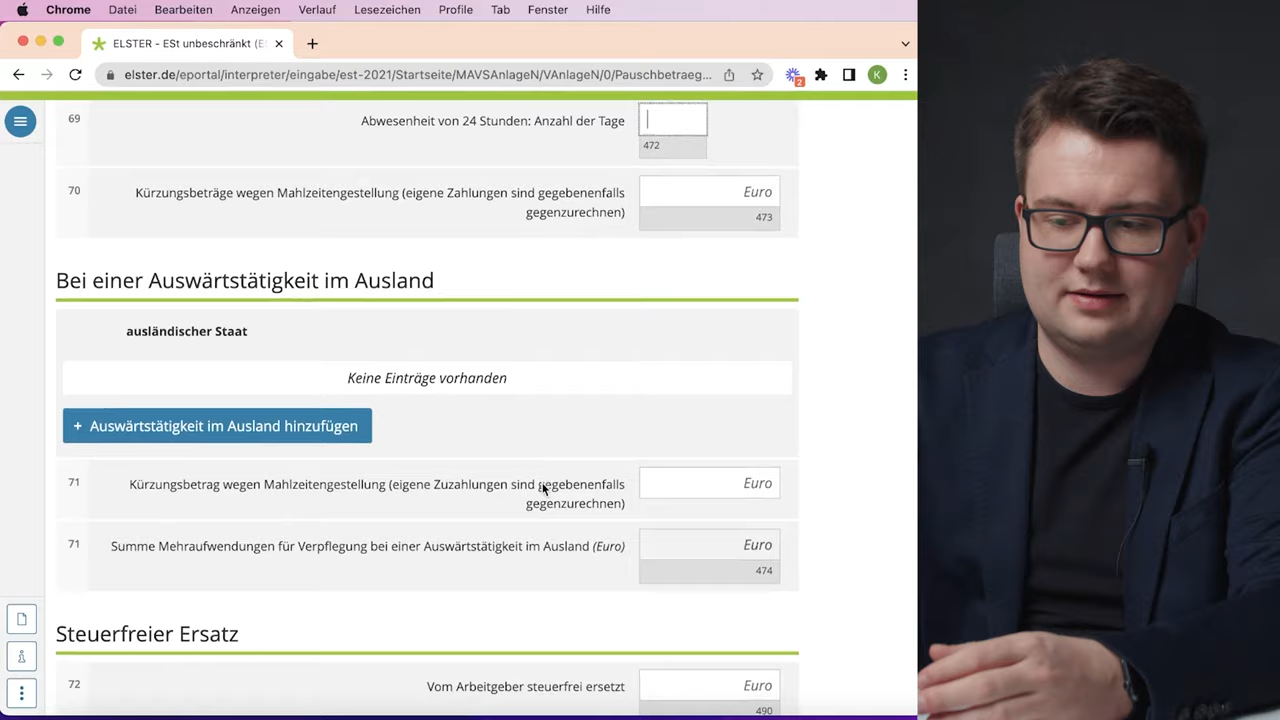 Chrome Datei Bearbeiten Anzeigen Verlauf Lesezeichen Profile Tab Fenster Hilfe
ELSTER - ESt unbeschränkt (E
elster.de/eportal/interpreter/eingabe/est-2021/Startseite/MAVSAnlageN/VAnlageN/0/Pauschbetraeg...
2
K
69 Abwesenheit von 24 Stunden: Anzahl der Tage
472
70 Kürzungsbeträge wegen Mahlzeitengestellung (eigene Zahlungen sind gegebenenfalls Euro
gegenzurechnen) 473
Bei einer Auswärtstätigkeit im Ausland
ausländischer Staat
Keine Einträge vorhanden
+ Auswärtstätigkeit im Ausland hinzufügen
71 Kürzungsbetrag wegen Mahlzeitengestellung (eigene Zuzahlungen sind gegebenenfalls Euro
gegenzurechnen)
71 Summe Mehraufwendungen für Verpflegung bei einer Auswärtstätigkeit im Ausland (Euro) Euro
474
Steuerfreier Ersatz
72 Vom Arbeitgeber steuerfrei ersetzt Euro
490